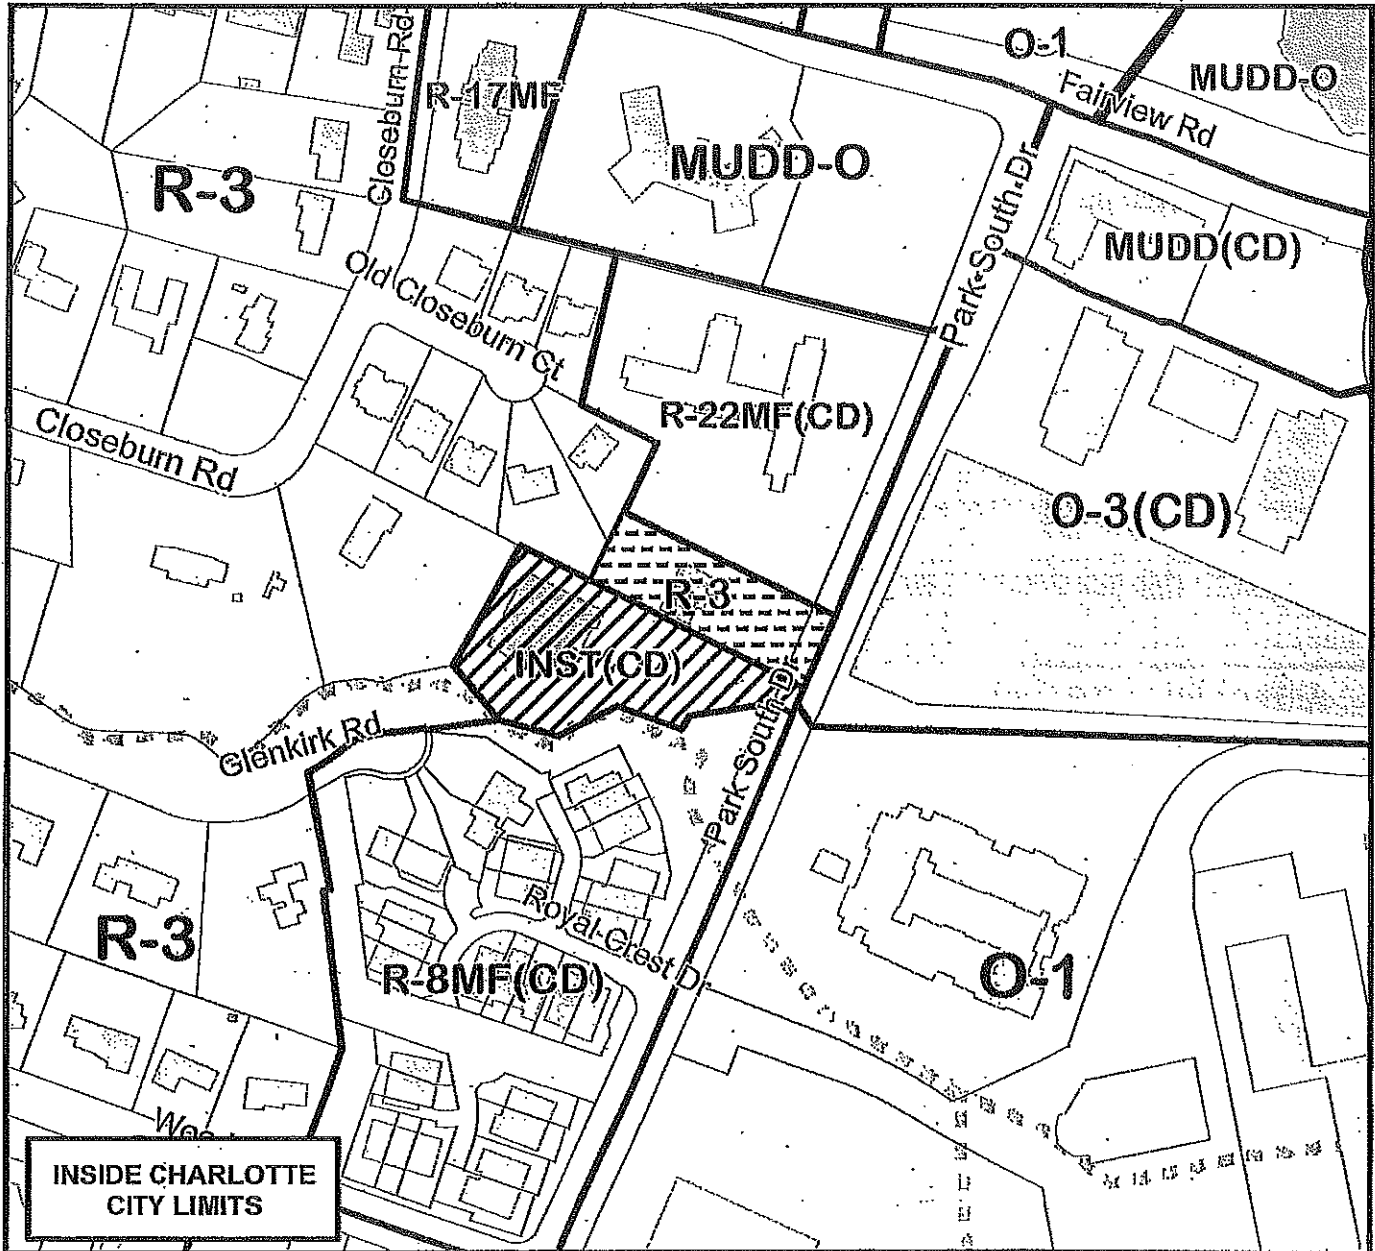 O-1
MUDD-O
Fairview Rd
Closeburn Rd
R-17MF
MUDD-O
R-3
Park South Dr
MUDD(CD)
Old Closeburn Ct
R-22MF(CD)
Closeburn Rd
O-3(CD)
R-3
INST(CD)
Park South Dr
Glenkirk Rd
Royal Crest D
R-3
R-8MF(CD)
O-1
INSIDE CHARLOTTE
CITY LIMITS